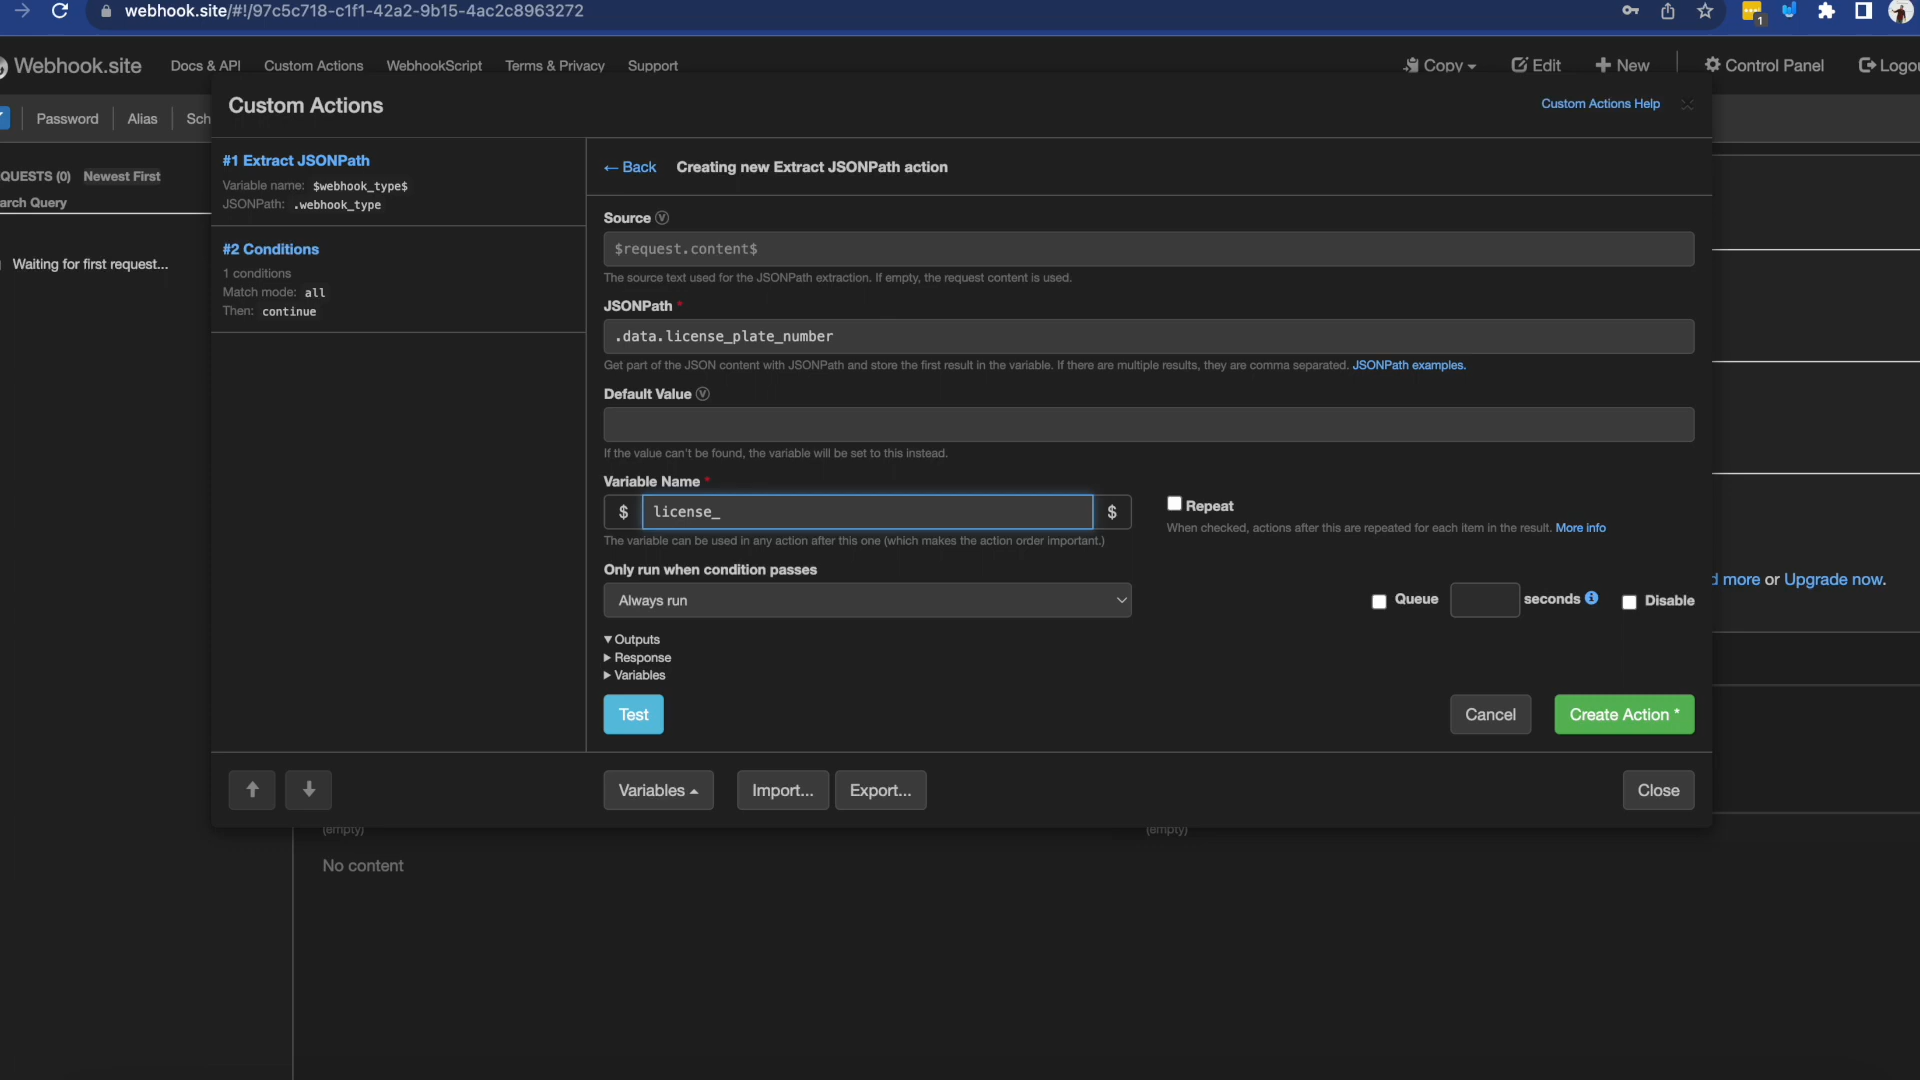 webhook.site/#!/97c5c718-c1f1-42a2-9b15-4ac2c8963272
1
Webhook.site
Docs & API
Custom Actions
WebhookScript
Terms & Privacy
Support
Copy
Edit
New
Control Panel
Logou
Password
Alias
Sch
Custom Actions
Custom Actions Help
QUESTS (0) Newest First
arch Query
Waiting for first request...
#1 Extract JSONPath
Variable name: $webhook_type$
JSONPath: .webhook_type
#2 Conditions
1 conditions
Match mode: all
Then: continue
← Back
Creating new Extract JSONPath action
Source V
$request.content$
The source text used for the JSONPath extraction. If empty, the request content is used.
JSONPath *
.data.license_plate_number
Get part of the JSON content with JSONPath and store the first result in the variable. If there are multiple results, they are comma separated. JSONPath examples.
Default Value V
If the value can't be found, the variable will be set to this instead.
Variable Name *
$ license_ $
The variable can be used in any action after this one (which makes the action order important.)
Repeat
When checked, actions after this are repeated for each item in the result. More info
Only run when condition passes
Always run
Queue
seconds
Disable
d more or Upgrade now.
Outputs
Response
Variables
Test
Cancel
Create Action *
Variables
Import...
Export...
Close
(empty)
(empty)
No content